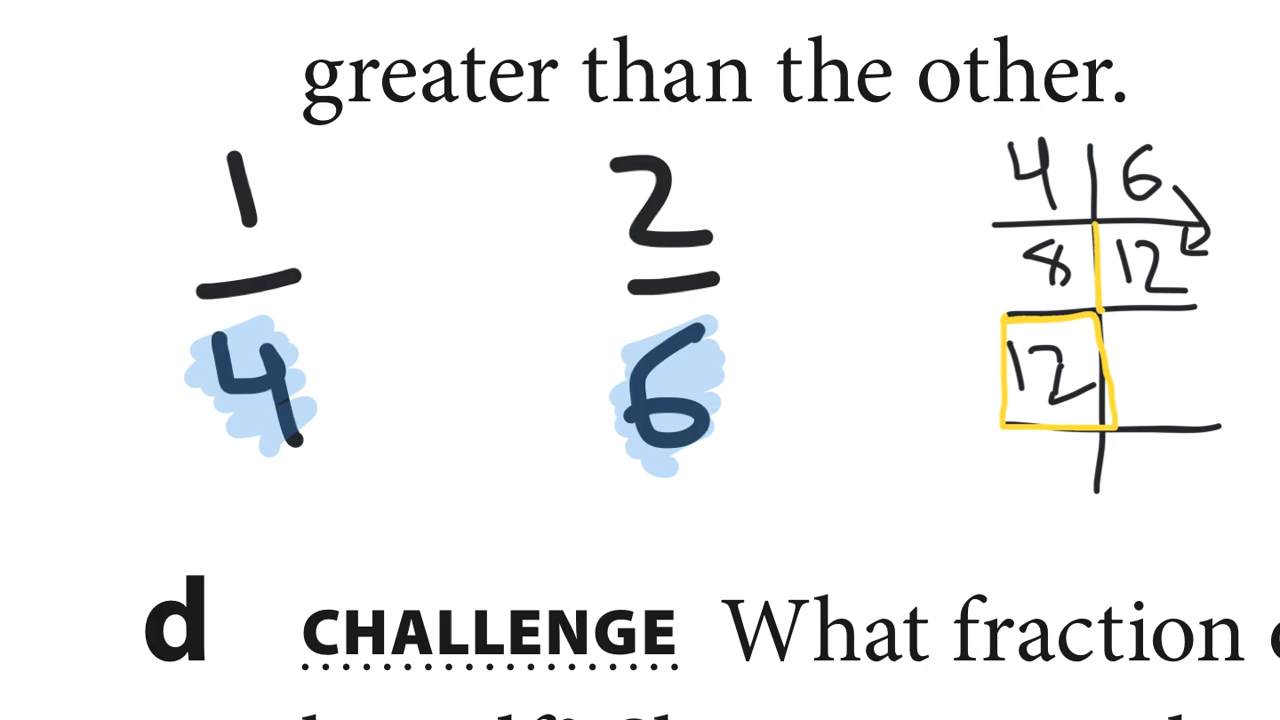 greater than the other.
1 2 4 6
4 6 8 12
12
d CHALLENGE What fraction